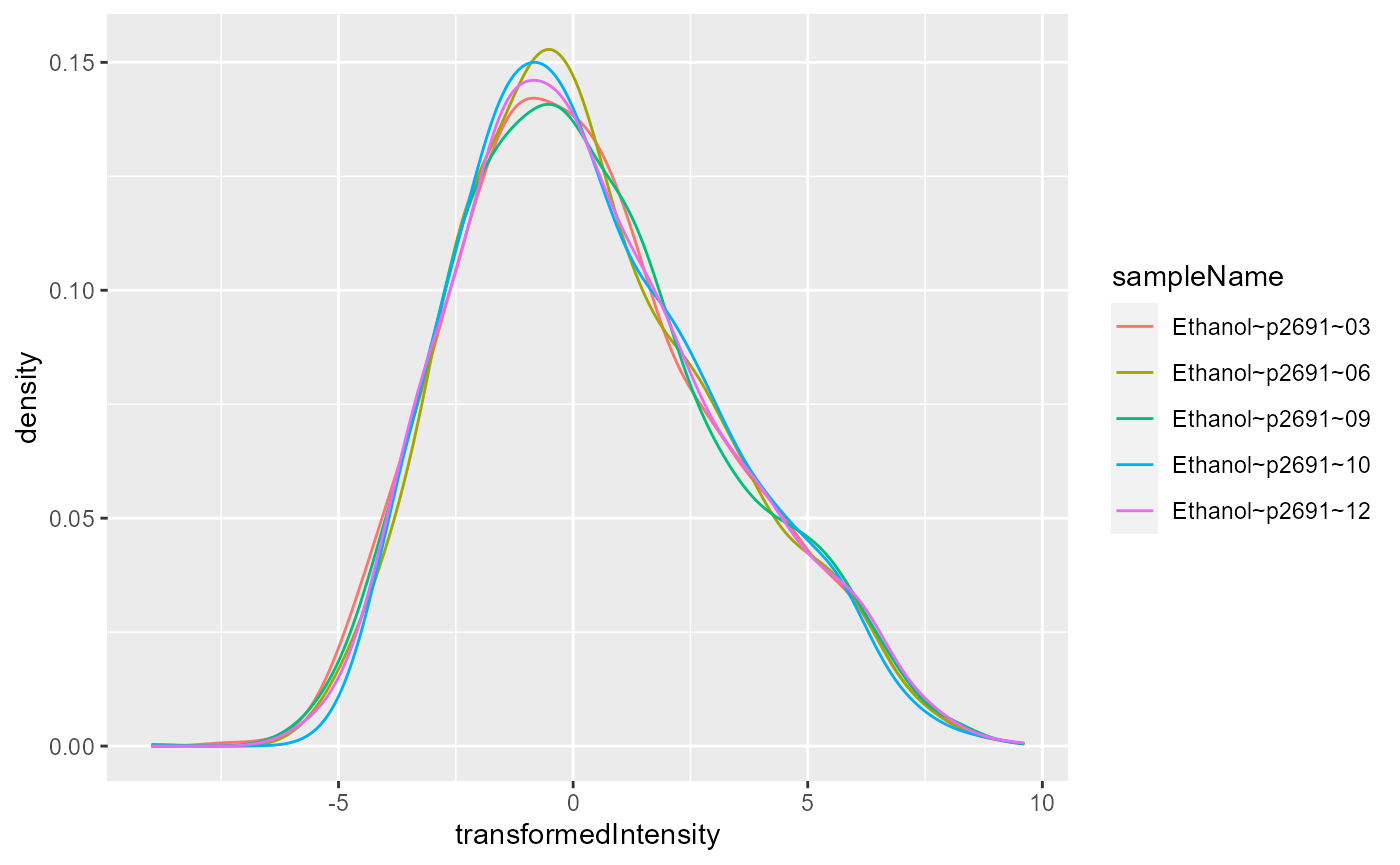 0.15
0.10
0.05
0.00
density
-5
0
5
10
transformedIntensity
sampleName
Ethanol~p2691~03
Ethanol~p2691~06
Ethanol~p2691~09
Ethanol~p2691~10
Ethanol~p2691~12